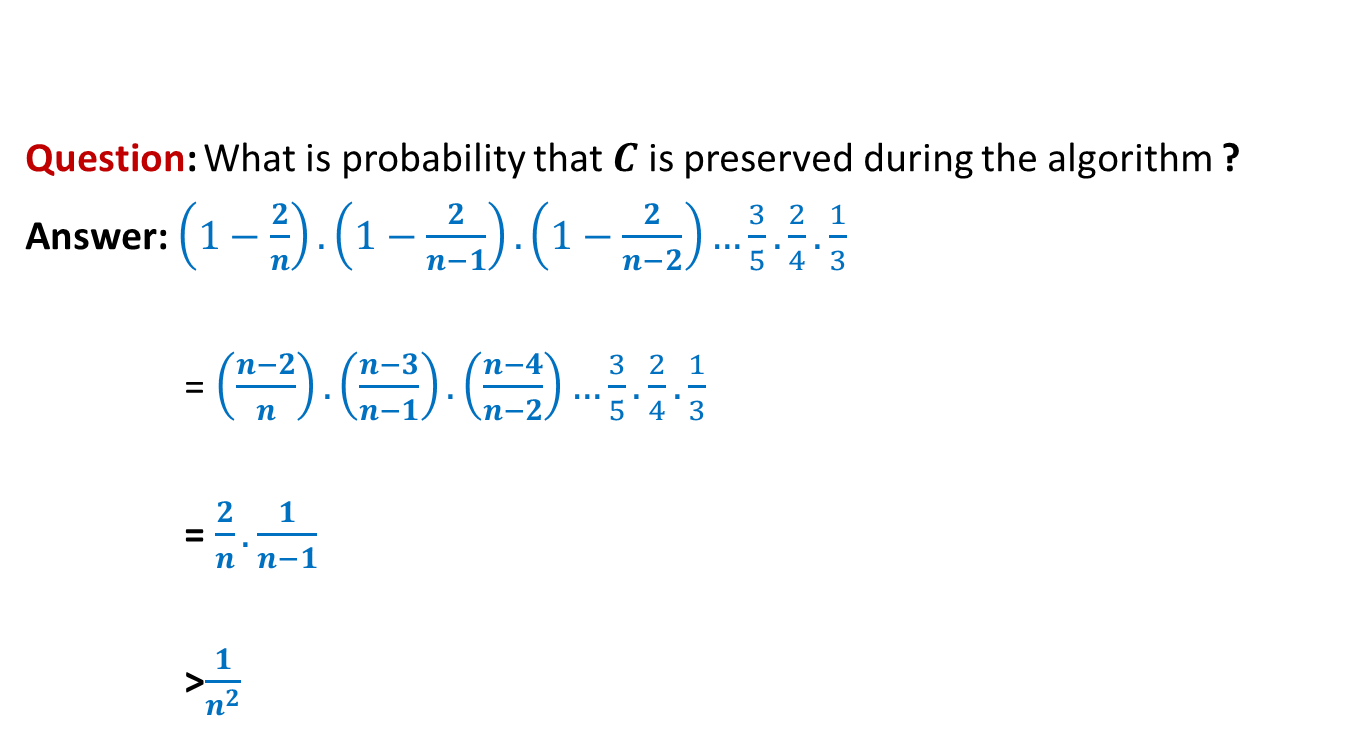 Question: What is probability that C is preserved during the algorithm ?
Answer: (1 − 2/n) . (1 − 2/(n−1)) . (1 − 2/(n−2)) … 3/5 . 2/4 . 1/3
= ((n−2)/n) . ((n−3)/(n−1)) . ((n−4)/(n−2)) … 3/5 . 2/4 . 1/3
= 2/n . 1/(n−1)
> 1/n²